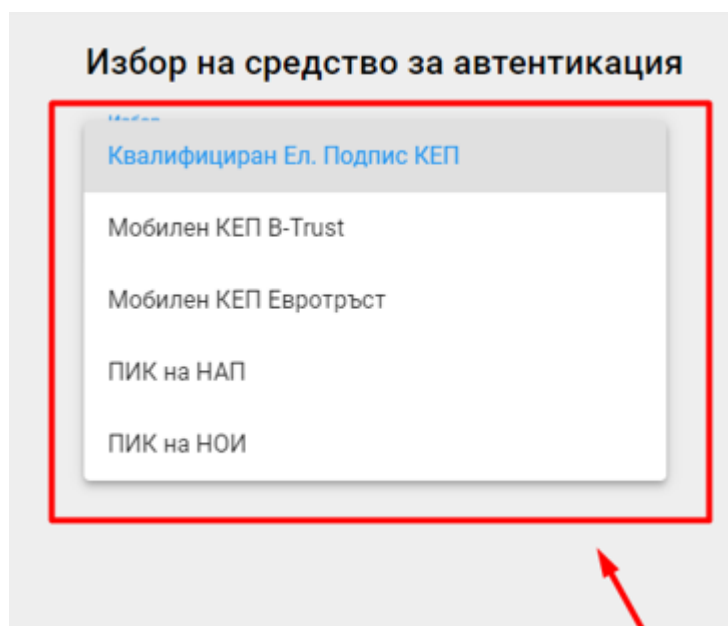 Избор на средство за автентикация
Квалифициран Ел. Подпис КЕП
Мобилен КЕП B-Trust
Мобилен КЕП Евротръст
ПИК на НАП
ПИК на НОИ